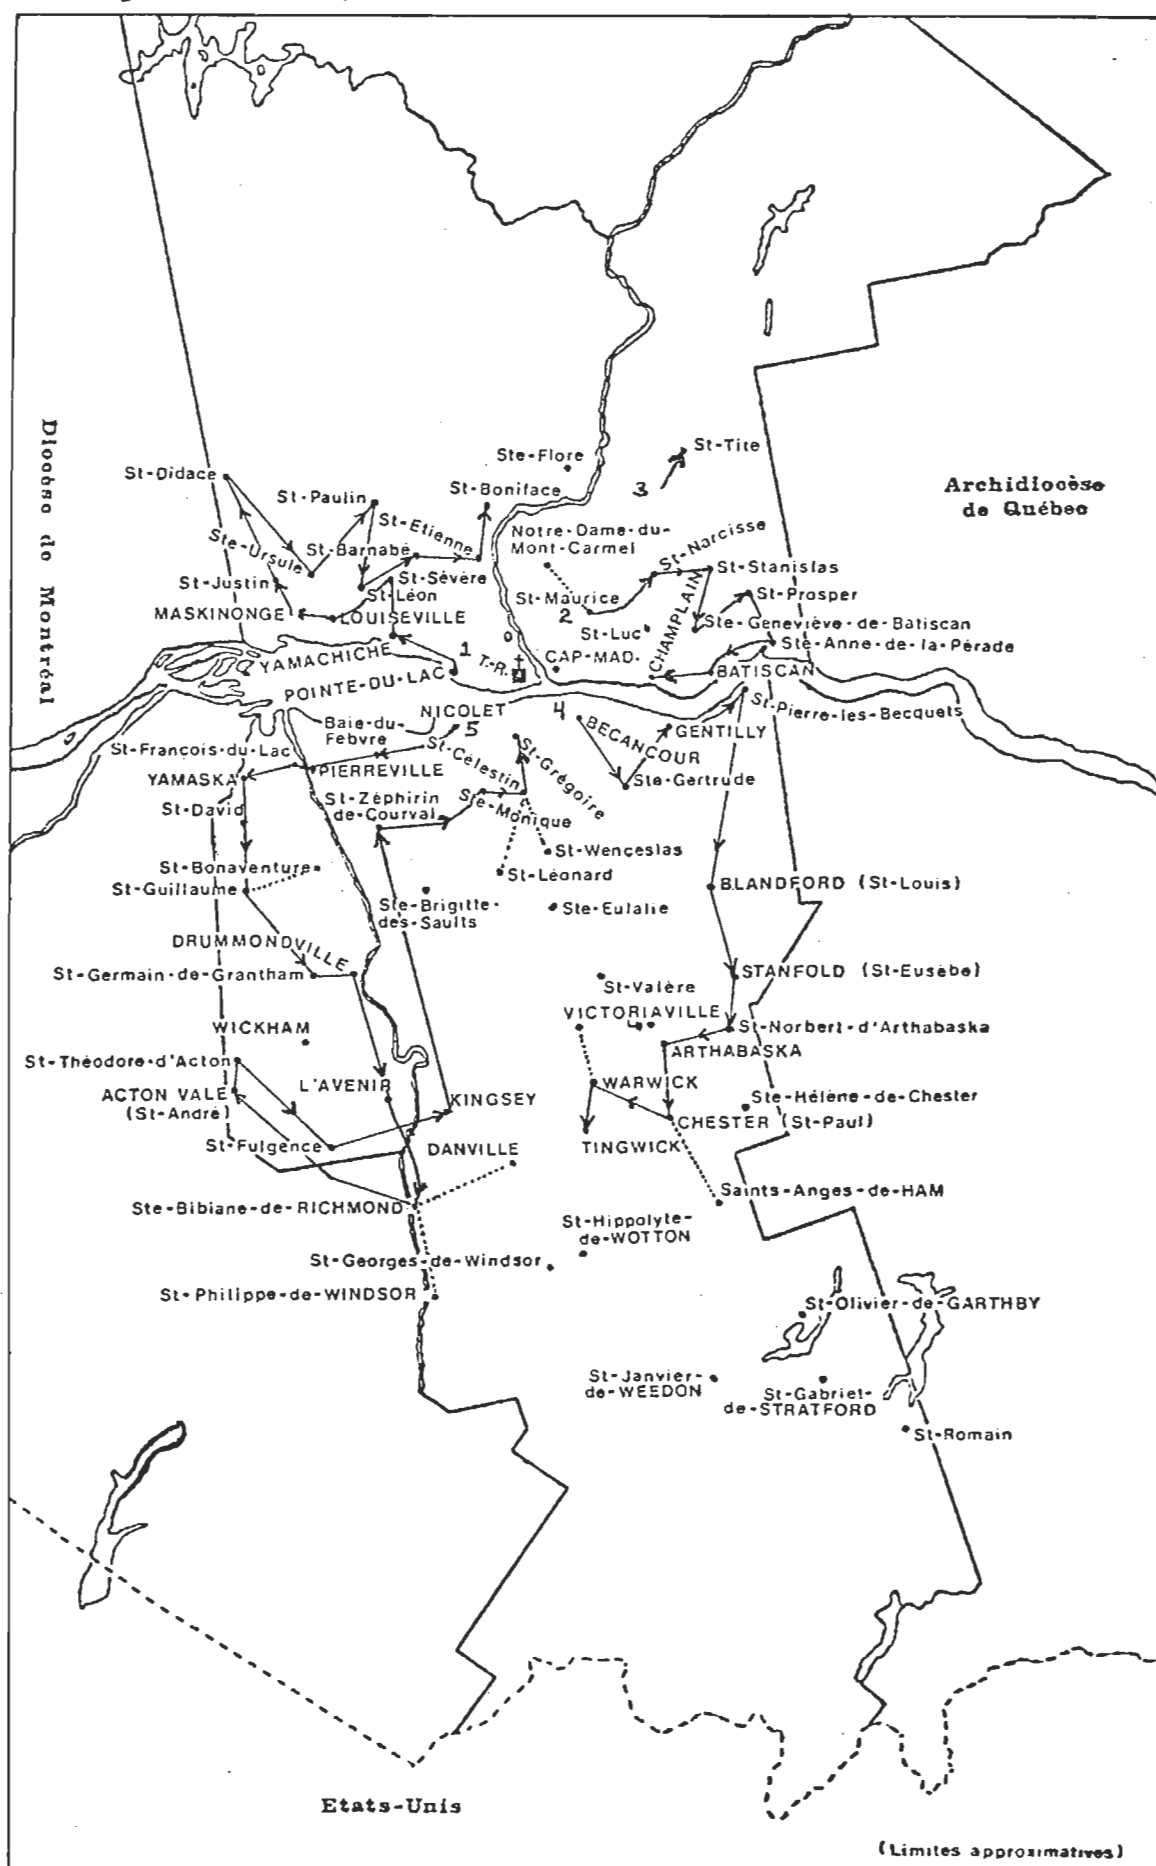 Diocèse de Montréal
Archidiocèse
de Québec
St-Tite
3
Ste-Flore
St-Boniface
St-Didace
St-Paulin
St-Etienne
Notre-Dame-du-
Mont-Carmel
St-Narcisse
Ste-Ursule
St-Barnabé
St-Stanislas
St-Justin
St-Sévère
St-Léon
St-Maurice
2
St-Prosper
MASKINONGE
LOUISEVILLE
St-Luc
CHAMPLAIN
Ste-Geneviève-de-Batiscan
Ste-Anne-de-la-Pérade
YAMACHICHE
1
T.-R.
CAP-MAD.
BATISCAN
POINTE-DU-LAC
NICOLET
5
4
St-Pierre-les-Becquets
Baie-du-
Febvre
BECANCOUR
GENTILLY
St-François-du-Lac
St-Célestin
St-Grégoire
PIERREVILLE
YAMASKA
Ste-Gertrude
St-David
St-Zéphirin
de-Courval
Ste-Monique
St-Wenceslas
St-Bonaventure
St-Léonard
St-Guillaume
BLANDFORD (St-Louis)
Ste-Brigitte-
des-Saults
Ste-Eulalie
DRUMMONDVILLE
St-Germain-de-Grantham
STANFOLD (St-Eusèbe)
St-Valère
WICKHAM
VICTORIAVILLE
St-Norbert-d'Arthabaska
St-Théodore-d'Acton
ARTHABASKA
L'AVENIR
WARWICK
ACTON VALE
(St-André)
KINGSEY
Ste-Hélène-de-Chester
CHESTER (St-Paul)
St-Fulgence
DANVILLE
TINGWICK
Ste-Bibiane-de-RICHMOND
Saints-Anges-de-HAM
St-Hippolyte-
de-WOTTON
St-Georges-de-Windsor
St-Philippe-de-WINDSOR
St-Olivier-de-GARTHBY
St-Janvier-
de-WEEDON
St-Gabriel-
de-STRATFORD
St-Romain
Etats-Unis
(Limites approximatives)